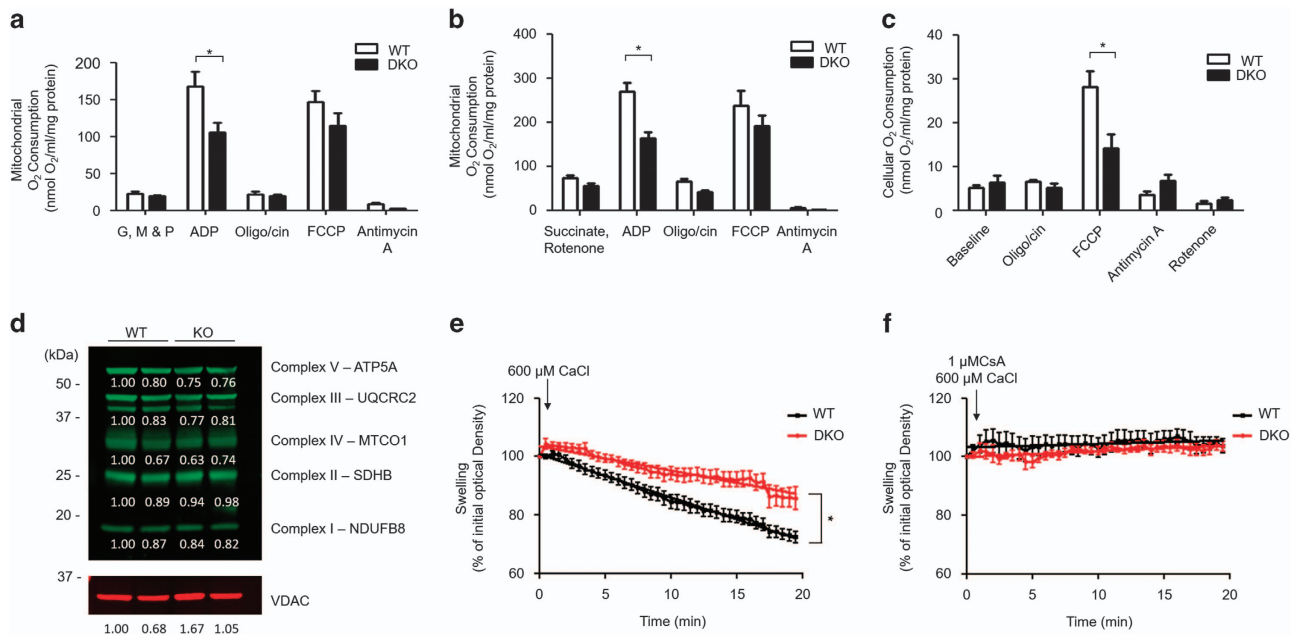 a
Mitochondrial
O2 Consumption
(nmol O2/ml/mg protein)
200
150
100
50
0
*
WT
DKO
G, M & P
ADP
Oligo/cin
FCCP
Antimycin
A
b
Mitochondrial
O2 Consumption
(nmol O2/ml/mg protein)
400
300
200
100
0
*
WT
DKO
Succinate,
Rotenone
ADP
Oligo/cin
FCCP
Antimycin
A
c
Cellular O2 Consumption
(nmol O2/ml/mg protein)
40
30
20
10
0
*
WT
DKO
Baseline
Oligo/cin
FCCP
Antimycin A
Rotenone
d
WT KO
(kDa)
Complex V – ATP5A
1.00 0.80 0.75 0.76
50 -
Complex III – UQCRC2
37 -
1.00 0.83 0.77 0.81
Complex IV – MTCO1
1.00 0.67 0.63 0.74
25 -
Complex II – SDHB
1.00 0.89 0.94 0.98
20 -
Complex I – NDUFB8
1.00 0.87 0.84 0.82
37 -
VDAC
1.00 0.68 1.67 1.05
e
600 µM CaCl
WT
DKO
Swelling
(% of initial optical Density)
120
100
80
60
0 5 10 15 20
Time (min)
*
f
1 µMCsA
600 µM CaCl
WT
DKO
Swelling
(% of initial optical Density)
120
100
80
60
0 5 10 15 20
Time (min)